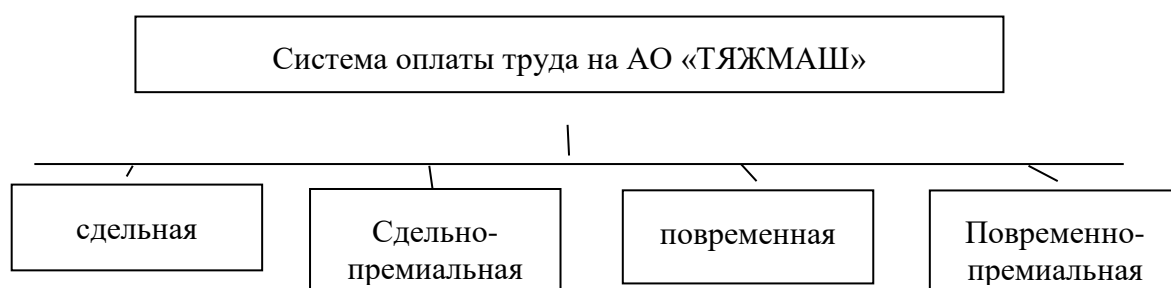 Система оплаты труда на АО «ТЯЖМАШ»
сдельная
Сдельно-
премиальная
повременная
Повременно-
премиальная